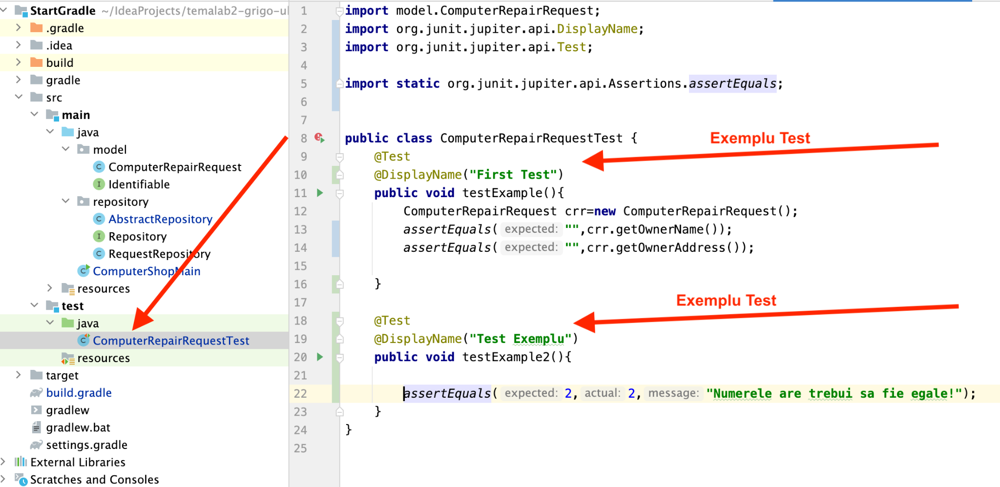 StartGradle ~/IdeaProjects/temalab2-grigo-u
.gradle
.idea
build
gradle
src
main
java
model
ComputerRepairRequest
Identifiable
repository
AbstractRepository
Repository
RequestRepository
ComputerShopMain
resources
test
java
ComputerRepairRequestTest
resources
target
build.gradle
gradlew
gradlew.bat
settings.gradle
External Libraries
Scratches and Consoles
1 import model.ComputerRepairRequest;
2 import org.junit.jupiter.api.DisplayName;
3 import org.junit.jupiter.api.Test;
4
5 import static org.junit.jupiter.api.Assertions.assertEquals;
6
7
8 public class ComputerRepairRequestTest { Exemplu Test
9 @Test
10 @DisplayName("First Test")
11 public void testExample(){
12 ComputerRepairRequest crr=new ComputerRepairRequest();
13 assertEquals( expected: "",crr.getOwnerName());
14 assertEquals( expected: "",crr.getOwnerAddress());
15
16 }
17 Exemplu Test
18 @Test
19 @DisplayName("Test Exemplu")
20 public void testExample2(){
21
22 assertEquals( expected: 2, actual: 2, message: "Numerele are trebui sa fie egale!");
23 }
24 }
25